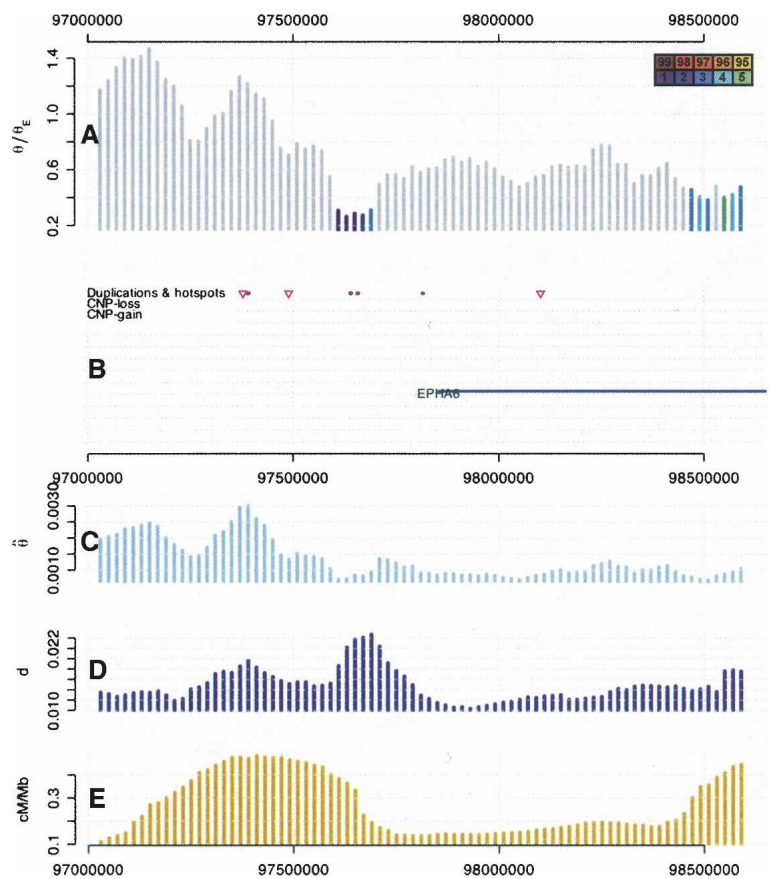 97000000 97500000 98000000 98500000
99 98 97 96 95
1 2 3 4 5
A
θ/θE
1.4
1.0
0.6
0.2
Duplications & hotspots
CNP-loss
CNP-gain
B
EPHA6
97000000 97500000 98000000 98500000
C
θ̂
0.0030
0.0010
D
d
0.022
0.010
E
cM/Mb
0.3
0.1
97000000 97500000 98000000 98500000